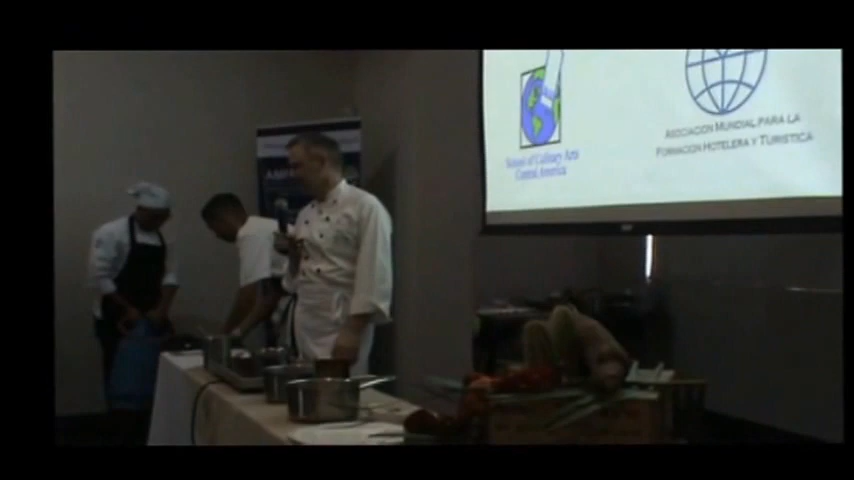 School of Culinary Arts
Central America
ASOCIACION MUNDIAL PARA LA
FORMACION HOTELERA Y TURISTICA